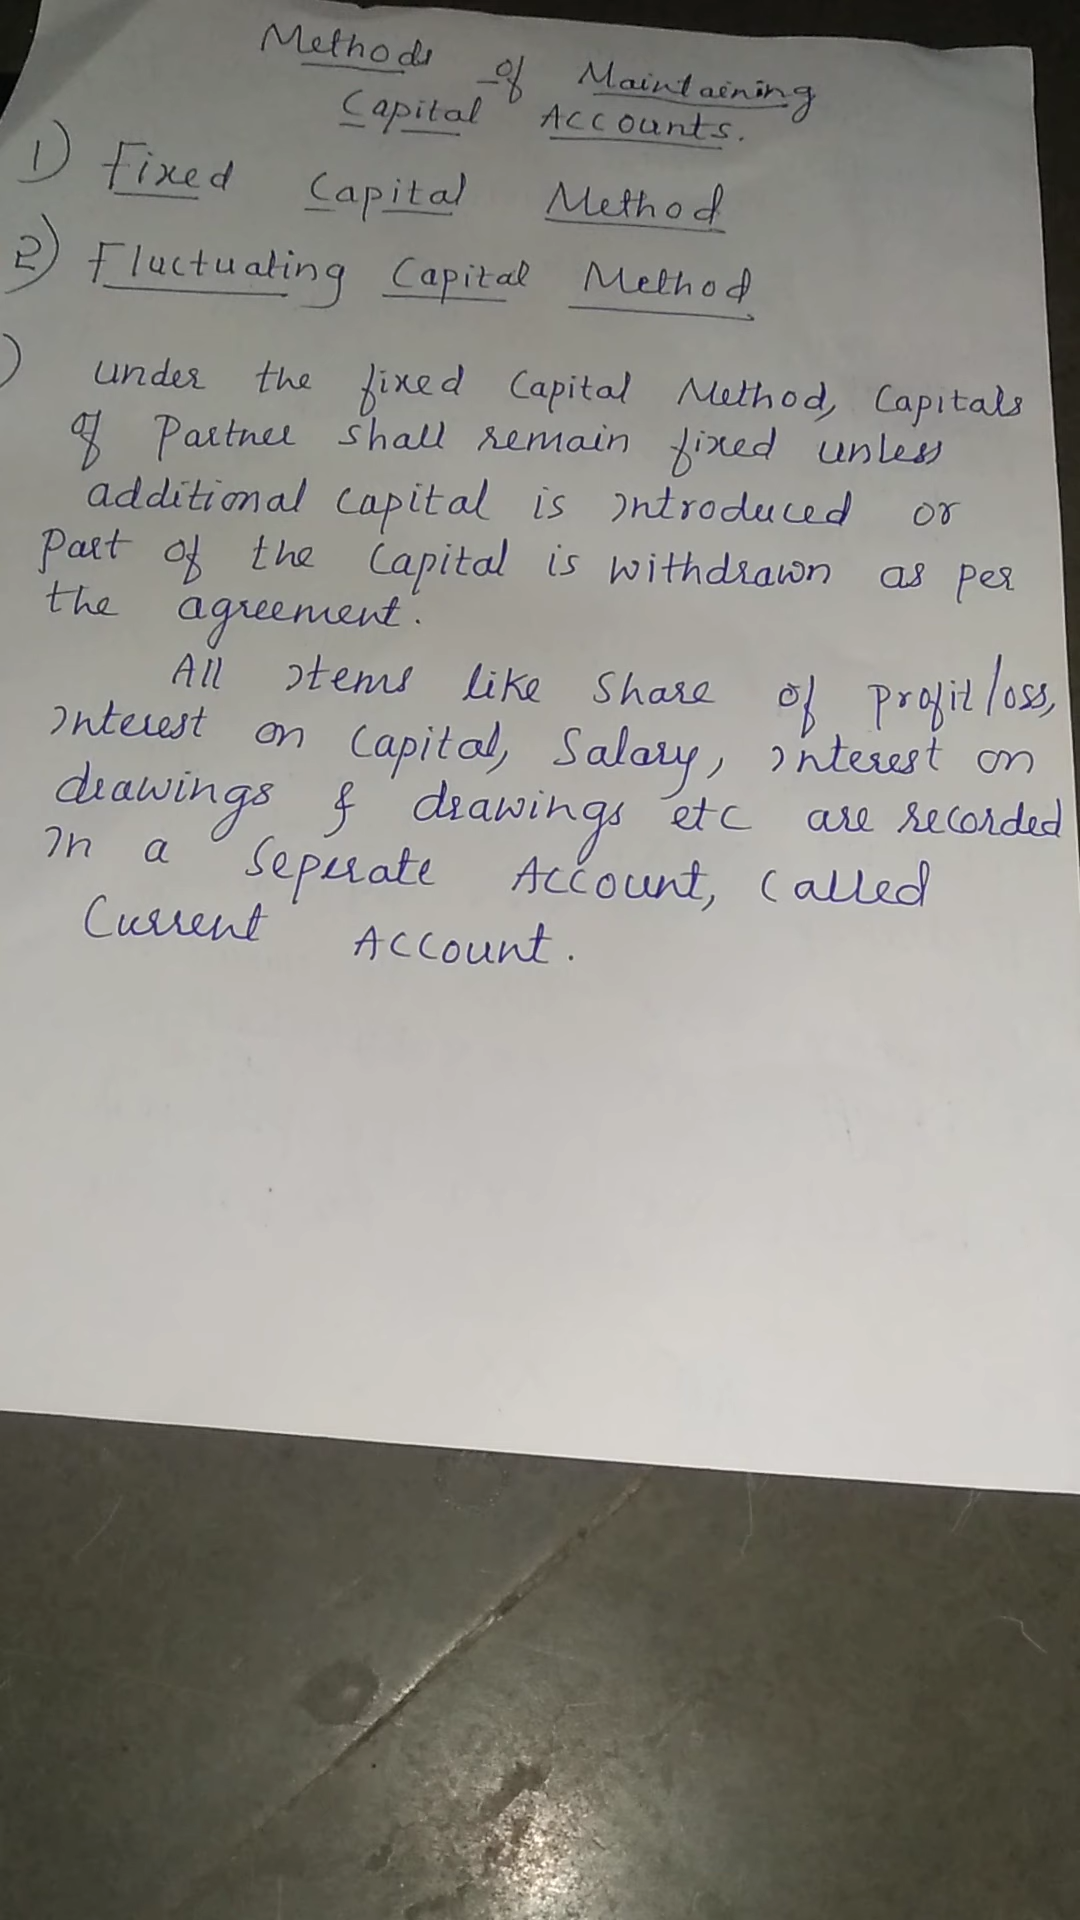 Methods of Maintaining
Capital Accounts.
1) Fixed Capital Method
2) Fluctuating Capital Method
) under the fixed Capital Method, Capitals
of Partner shall remain fixed unless
additional Capital is introduced or
Part of the Capital is withdrawn as per
the agreement.
All items like Share of profit/loss,
interest on Capital, Salary, interest on
drawings & drawings etc are recorded
in a Seperate Account, Called
Current Account.